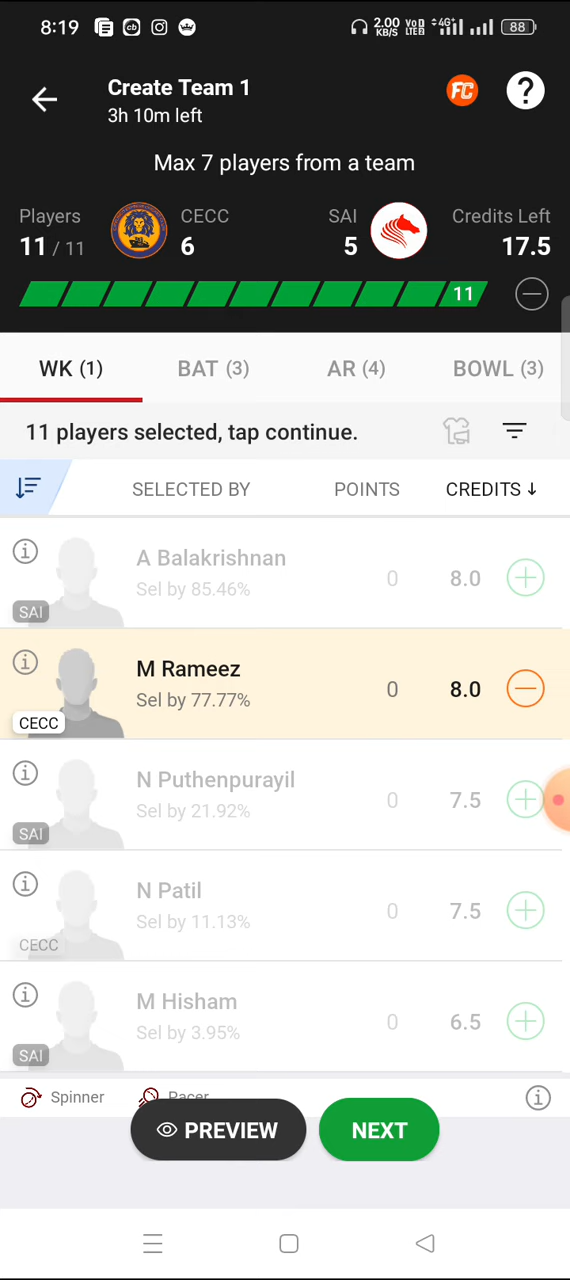 8:19 cb 2.00 KB/S Vo LTE2 4G+ 88
Create Team 1
3h 10m left
FC ?
Max 7 players from a team
Players CECC SAI Credits Left
11 / 11 6 5 17.5
11
WK (1) BAT (3) AR (4) BOWL (3)
11 players selected, tap continue.
SELECTED BY POINTS CREDITS ↓
A Balakrishnan
Sel by 85.46% 0 8.0
SAI
M Rameez
Sel by 77.77% 0 8.0
CECC
N Puthenpurayil
Sel by 21.92% 0 7.5
SAI
N Patil
Sel by 11.13% 0 7.5
CECC
M Hisham
Sel by 3.95% 0 6.5
SAI
Spinner Pacer
PREVIEW NEXT